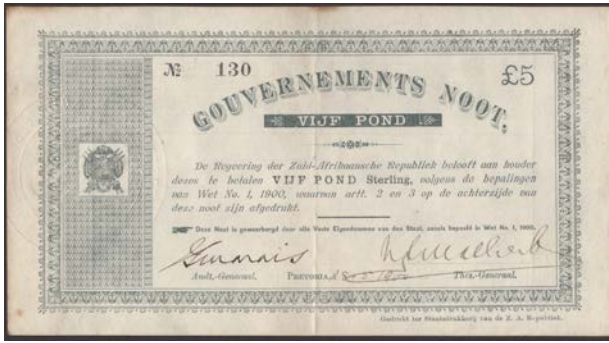 № 130 £5
GOUVERNEMENTS NOOT,
VIJF POND
De Regeering der Zuid-Afrikaansche Republiek belooft aan houder
dezes te betalen VIJF POND Sterling, volgens de bepalingen
van Wet No. 1, 1900, waarvan artt. 2 en 3 op de achterzijde van
deze noot zijn afgedrukt.
Deze Noot is gewaarborgd door alle Vaste Eigendommen van den Staat, zooals bepaald in Wet No. 1, 1900.
Audt.-Generaal. PRETORIA, Thes.-Generaal.
Gedrukt ter Staatsdrukkerij van de Z. A. Republiek.